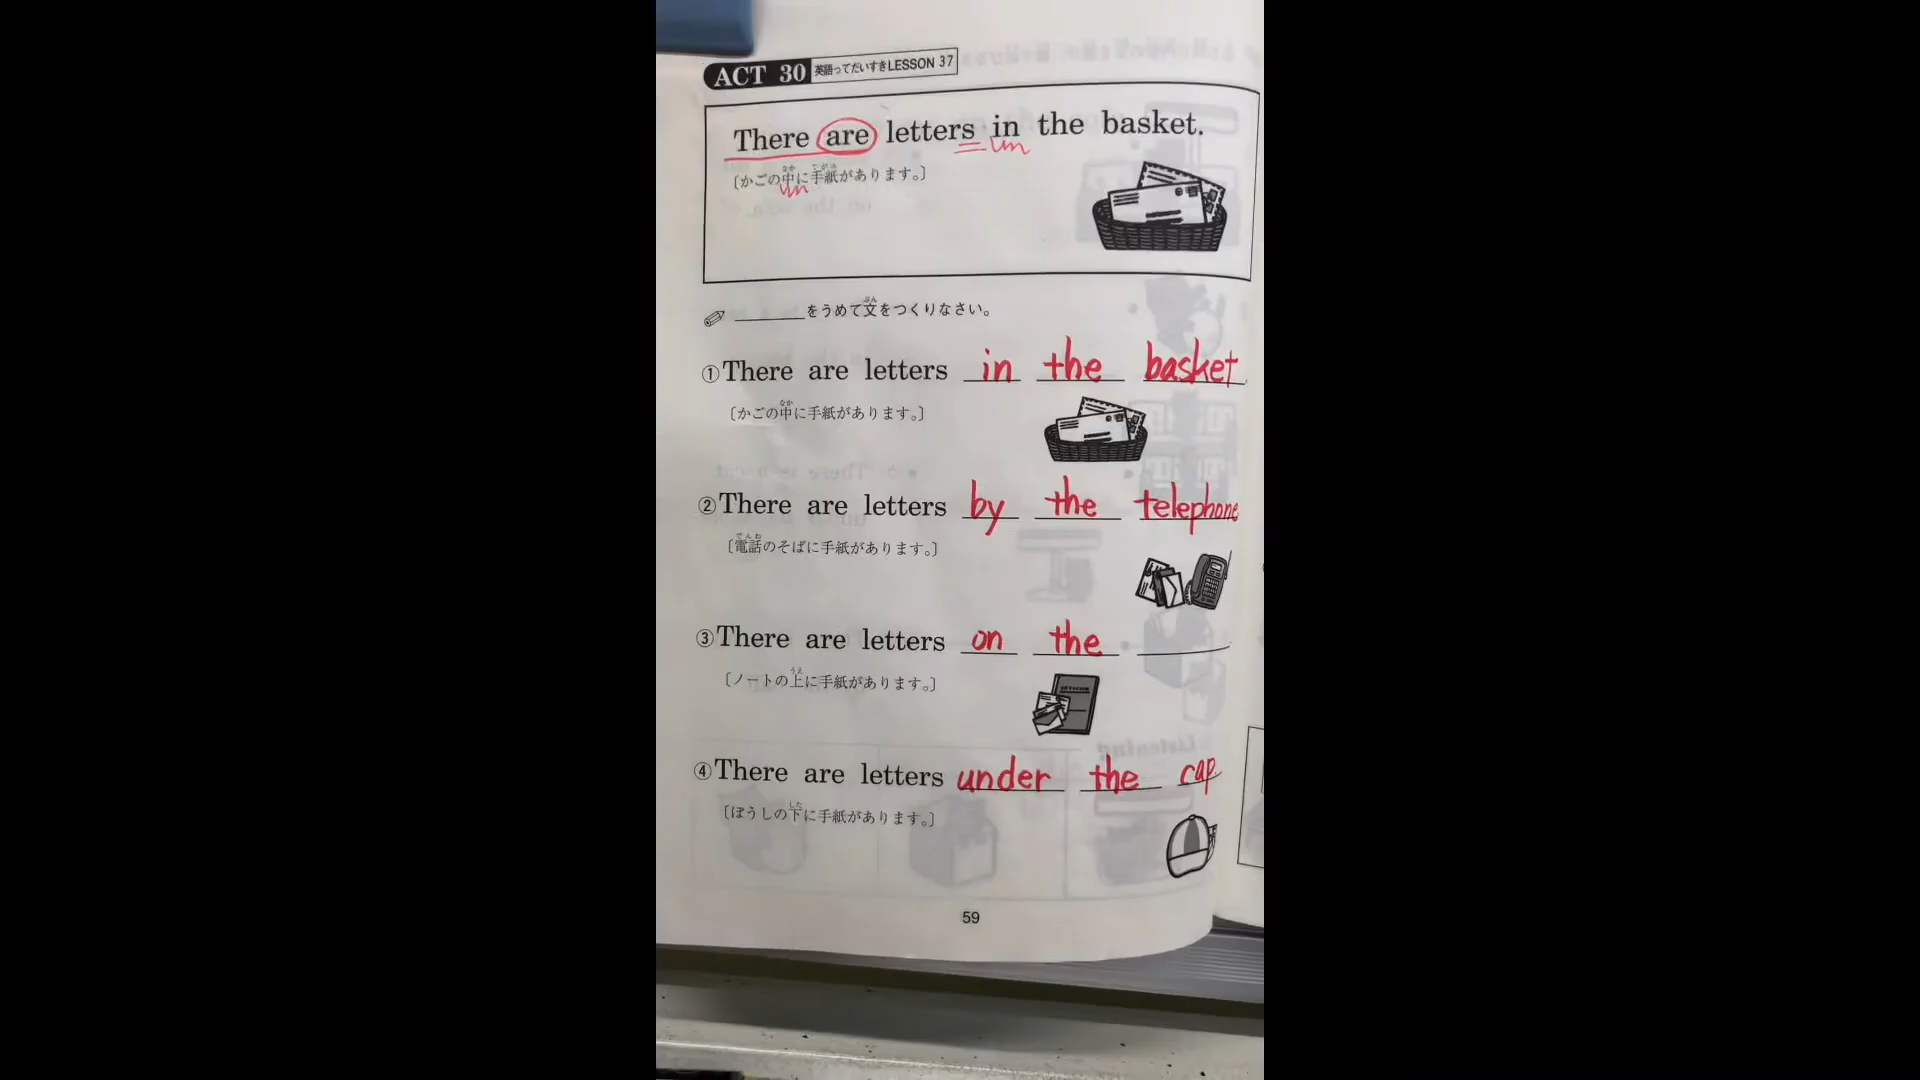 ACT 30 英語ってだいすきLESSON 37
There are letters in the basket.
〔かごの中に手紙があります。〕
______をうめて文をつくりなさい。
①There are letters in the basket.
〔かごの中に手紙があります。〕
②There are letters by the telephone
〔電話のそばに手紙があります。〕
③There are letters on the
〔ノートの上に手紙があります。〕
④There are letters under the cap.
〔ぼうしの下に手紙があります。〕
59